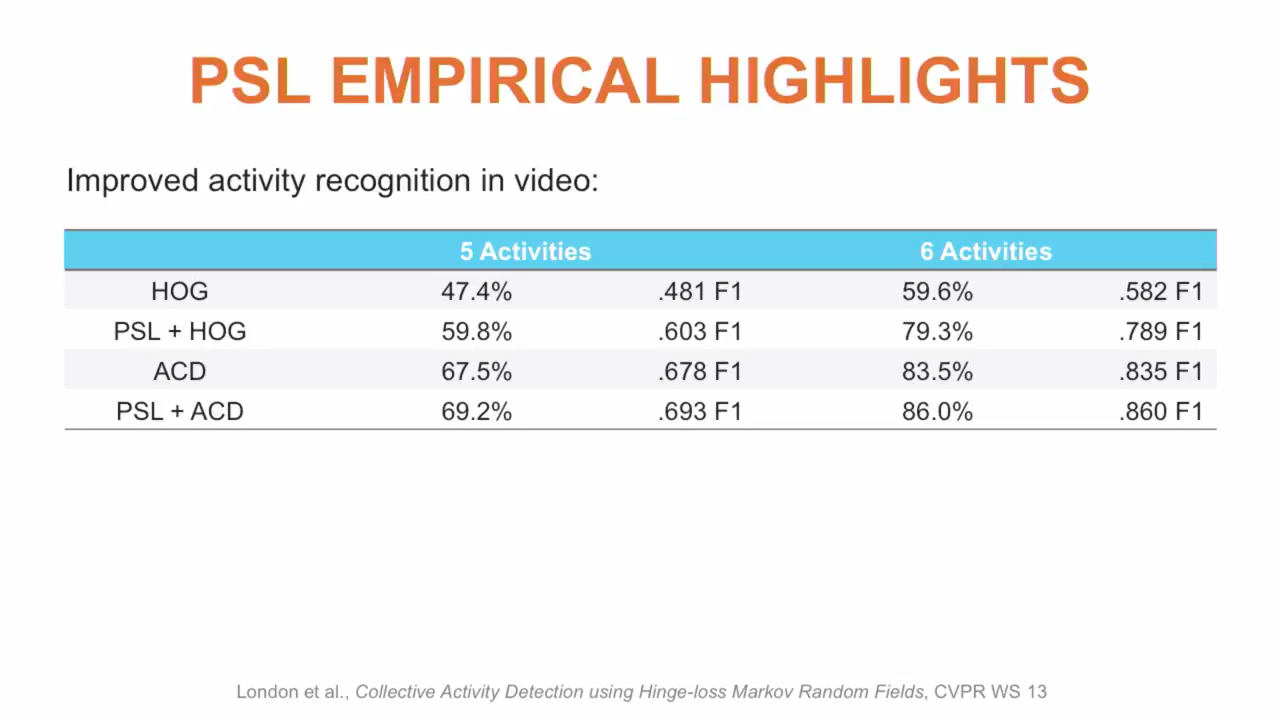 PSL EMPIRICAL HIGHLIGHTS
Improved activity recognition in video:
5 Activities 6 Activities
HOG 47.4% .481 F1 59.6% .582 F1
PSL + HOG 59.8% .603 F1 79.3% .789 F1
ACD 67.5% .678 F1 83.5% .835 F1
PSL + ACD 69.2% .693 F1 86.0% .860 F1
London et al., Collective Activity Detection using Hinge-loss Markov Random Fields, CVPR WS 13